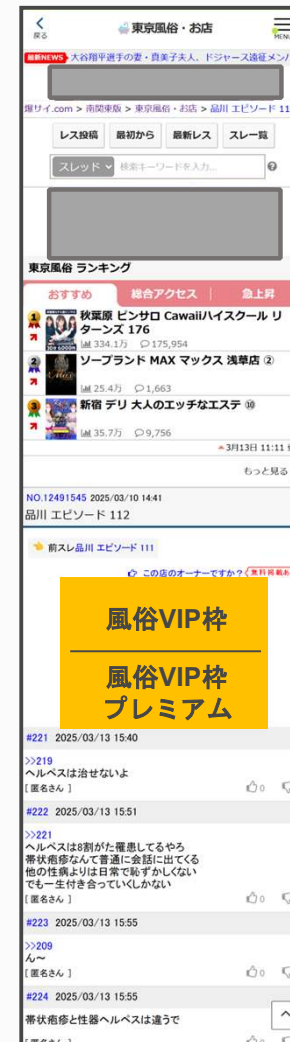 戻る
東京風俗・お店
MENU
最新NEWS 大谷翔平選手の妻・真美子夫人、ドジャース遠征メンバ
爆サイ.com > 南関東版 > 東京風俗・お店 > 品川 エピソード 11
レス投稿 最初から 最新レス スレ一覧
スレッド 検索キーワードを入力...
東京風俗 ランキング
おすすめ 総合アクセス 急上昇
1 秋葉原 ピンサロ Cawaiiハイスクール リ
ターンズ 176
334.1万 175,954
2 ソープランド MAX マックス 浅草店 ②
25.4万 1,663
3 新宿 デリ 大人のエッチなエステ ⑩
35.7万 9,756
3月13日 11:11
もっと見る
NO.12491545 2025/03/10 14:41
品川 エピソード 112
前スレ品川 エピソード 111
この店のオーナーですか?
風俗VIP枠
風俗VIP枠
プレミアム
#221 2025/03/13 15:40
>>219
ヘルペスは治せないよ
[ 匿名さん ] 0
#222 2025/03/13 15:51
>>221
ヘルペスは8割がた罹患してるやろ
帯状疱疹なんて普通に会話に出てくる
他の性病よりは日常で恥ずかしくない
でも一生付き合っていくしかない
[ 匿名さん ] 0
#223 2025/03/13 15:55
>>209
ん〜
[ 匿名さん ] 0
#224 2025/03/13 15:55
帯状疱疹と性器ヘルペスは違うで